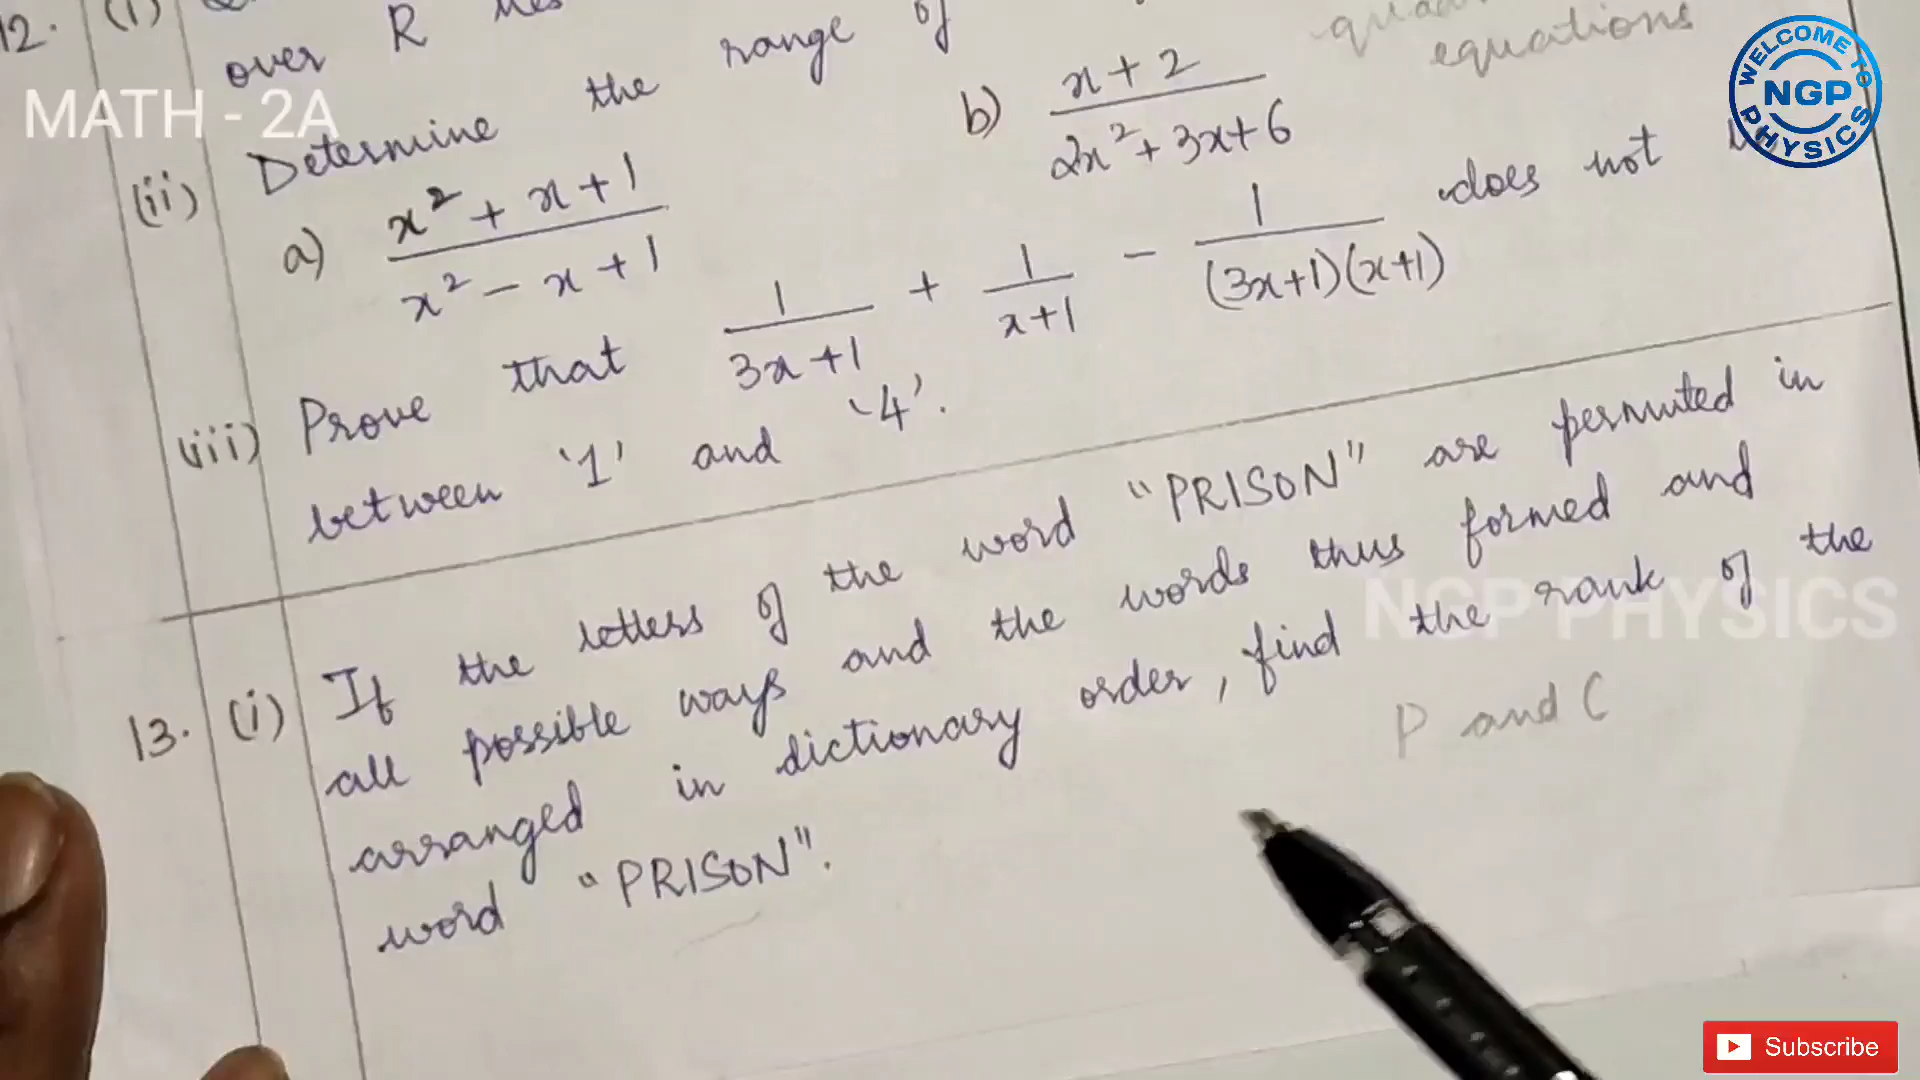 12. (i)
over R lies
(ii) Determine the range of
a) x² + x + 1 / x² - x + 1 b) x + 2 / 2x² + 3x + 6
equations
(iii) Prove that 1/3x+1 + 1/x+1 - 1/(3x+1)(x+1) does not
between '1' and '4'.
13. (i) If the letters of the word "PRISON" are permuted in
all possible ways and the words thus formed and
arranged in dictionary order, find the rank of the
word "PRISON".
P and C
MATH - 2A
WELCOME TO
NGP
PHYSICS
NGP PHYSICS
Subscribe